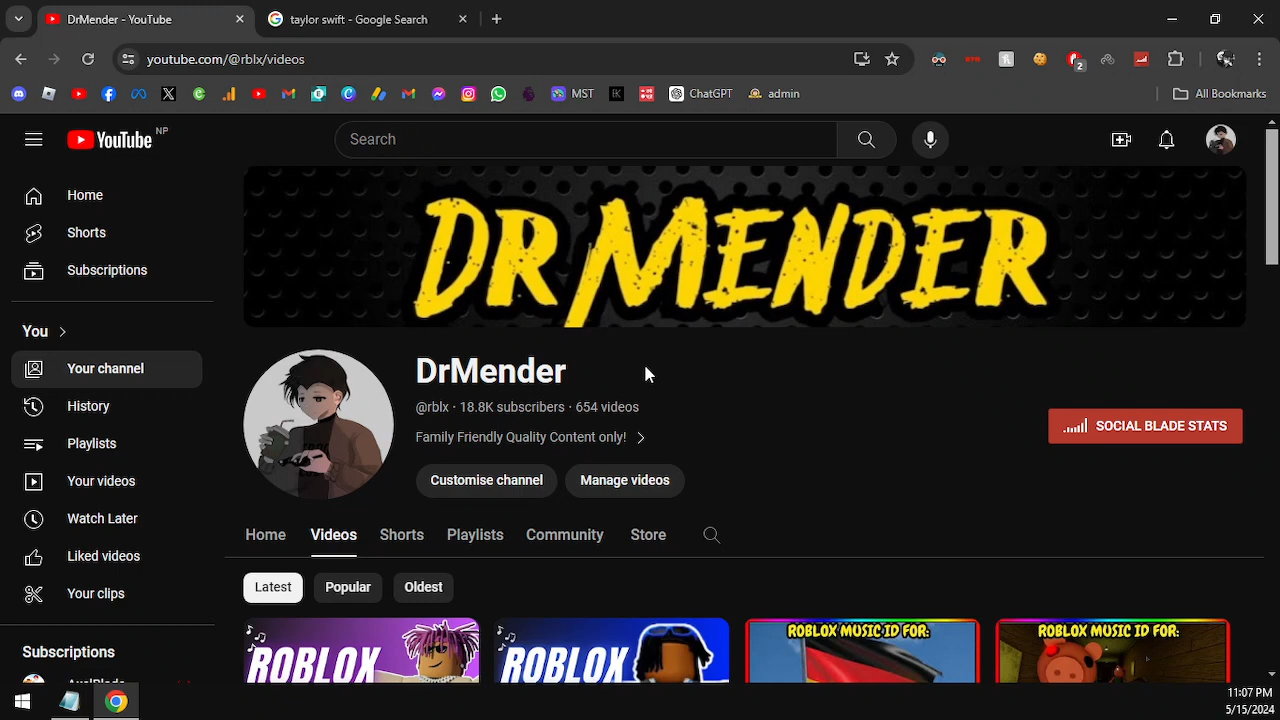 DrMender - YouTube
taylor swift - Google Search
youtube.com/@rblx/videos
2
MST
EK
ChatGPT
admin
All Bookmarks
YouTube NP
Search
Home
Shorts
Subscriptions
You
Your channel
History
Playlists
Your videos
Watch Later
Liked videos
Your clips
Subscriptions
DRMENDER
DrMender
@rblx · 18.8K subscribers · 654 videos
Family Friendly Quality Content only!
SOCIAL BLADE STATS
Customise channel
Manage videos
Home
Videos
Shorts
Playlists
Community
Store
Latest
Popular
Oldest
ROBLOX
ROBLOX
ROBLOX MUSIC ID FOR:
ROBLOX MUSIC ID FOR:
11:07 PM
5/15/2024